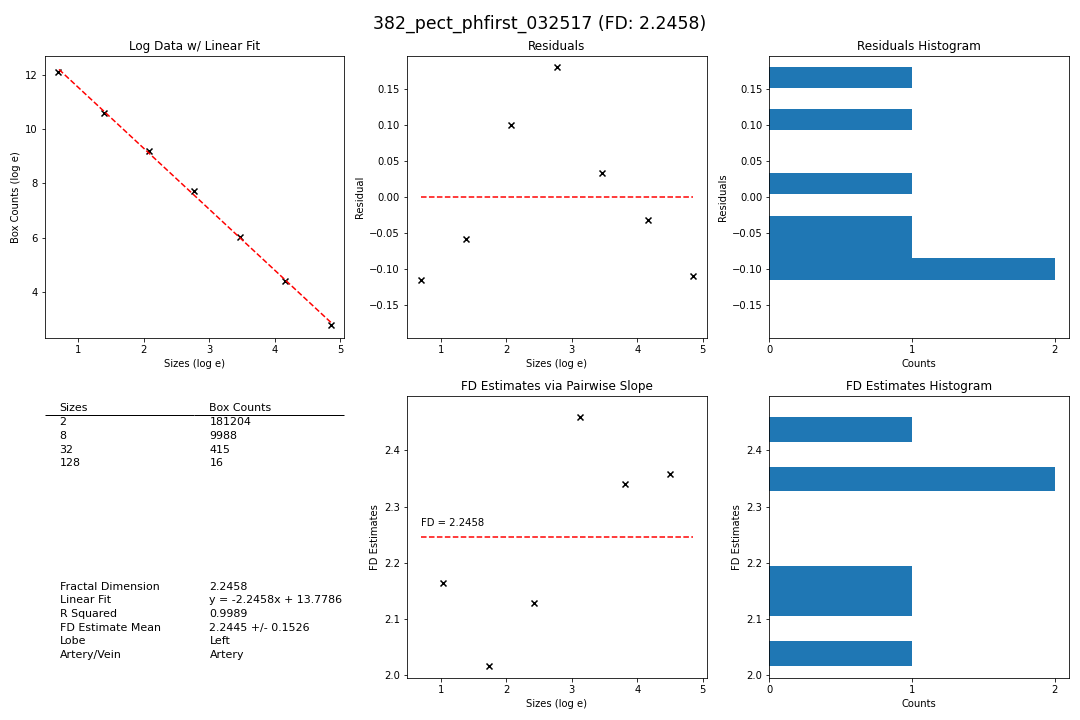 382_pect_phfirst_032517 (FD: 2.2458)
Log Data w/ Linear Fit
Box Counts (log e)
12
10
8
6
4
1 2 3 4 5
Sizes (log e)
Residuals
Residual
0.15
0.10
0.05
0.00
−0.05
−0.10
−0.15
1 2 3 4 5
Sizes (log e)
Residuals Histogram
Residuals
0.15
0.10
0.05
0.00
−0.05
−0.10
−0.15
0 1 2
Counts
Sizes Box Counts
2 181204
8 9988
32 415
128 16
Fractal Dimension 2.2458
Linear Fit y = -2.2458x + 13.7786
R Squared 0.9989
FD Estimate Mean 2.2445 +/- 0.1526
Lobe Left
Artery/Vein Artery
FD Estimates via Pairwise Slope
FD Estimates
2.4
2.3
2.2
2.1
2.0
FD = 2.2458
1 2 3 4 5
Sizes (log e)
FD Estimates Histogram
FD Estimates
2.4
2.3
2.2
2.1
2.0
0 1 2
Counts